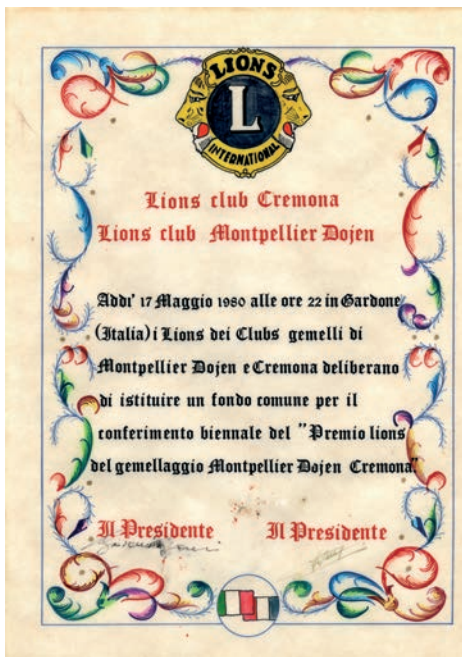 LIONS
L
INTERNATIONAL
Lions club Cremona
Lions club Montpellier Dojen
Addi' 17 Maggio 1980 alle ore 22 in Gardone
(Italia) i Lions dei Clubs gemelli di
Montpellier Dojen e Cremona deliberano
di istituire un fondo comune per il
conferimento biennale del "Premio lions
del gemellaggio Montpellier Dojen Cremona".
Il Presidente Il Presidente